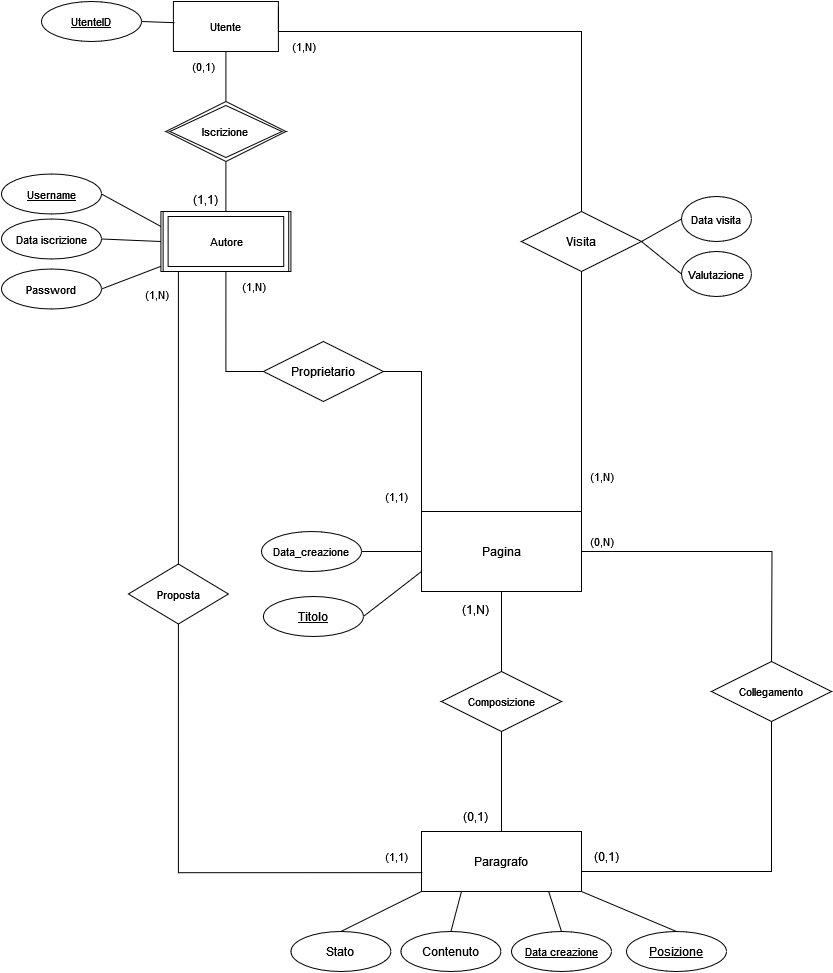 UtenteID
Utente
(1,N)
(0,1)
Iscrizione
Username
(1,1)
Data visita
Data iscrizione
Autore
Visita
Valutazione
Password
(1,N)
(1,N)
Proprietario
(1,N)
(1,1)
(0,N)
Data_creazione
Pagina
Proposta
Titolo
(1,N)
Composizione
Collegamento
(0,1)
(1,1)
Paragrafo
(0,1)
Stato
Contenuto
Data creazione
Posizione